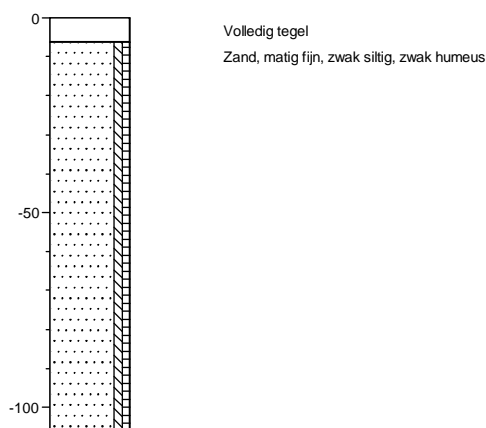 0
Volledig tegel
Zand, matig fijn, zwak siltig, zwak humeus
-50
-100